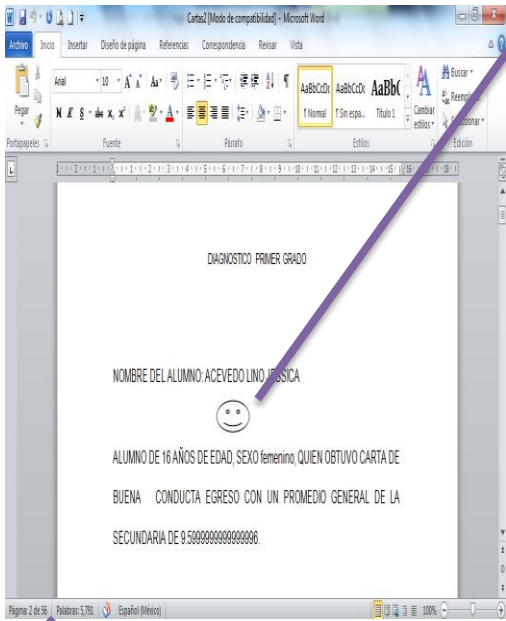 Cartas2 [Modo de compatibilidad] - Microsoft Word
Archivo Inicio Insertar Diseño de página Referencias Correspondencia Revisar Vista
Arial 10 A A Aa
Buscar
Pegar
N K S abc x, x² A
AaBbCcDc AaBbCcDc AaBbC
¶ Normal ¶ Sin espa... Título 1
Cambiar estilos
Portapapeles Fuente Párrafo Estilos Edición
DIAGNOSTICO PRIMER GRADO
NOMBRE DEL ALUMNO: ACEVEDO LINO
ALUMNO DE 16 AÑOS DE EDAD, SEXO femenino, QUIEN OBTUVO CARTA DE
BUENA CONDUCTA EGRESO CON UN PROMEDIO GENERAL DE LA
SECUNDARIA DE 9.5999999999999996.
Página: 2 de 56 Palabras: 5,791 Español (México) 100%